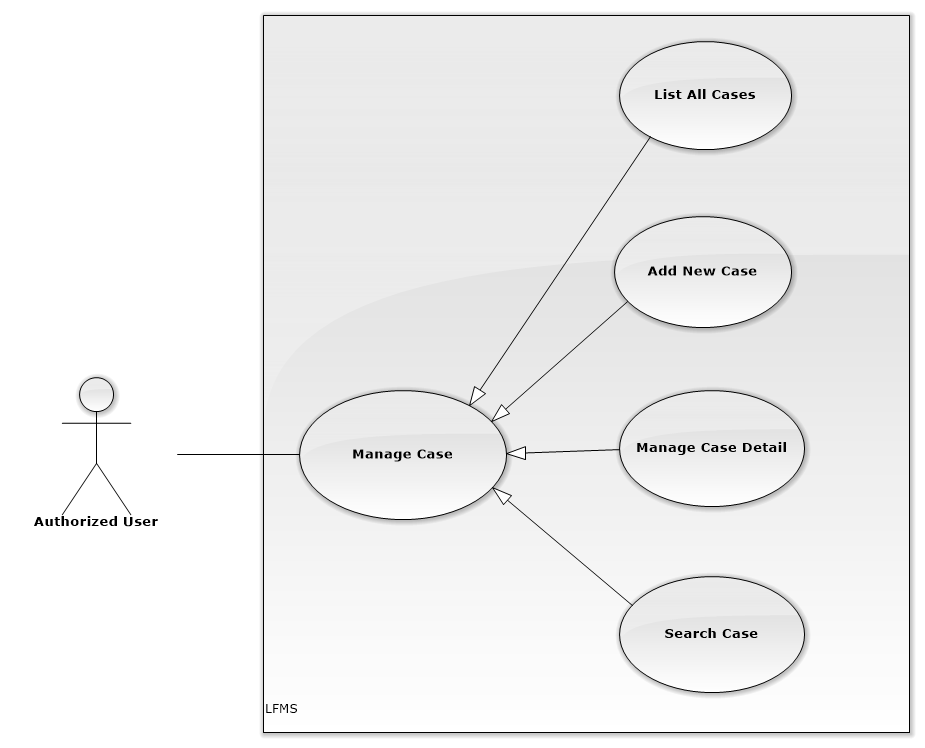 List All Cases
Add New Case
Manage Case Detail
Manage Case
Authorized User
Search Case
LFMS